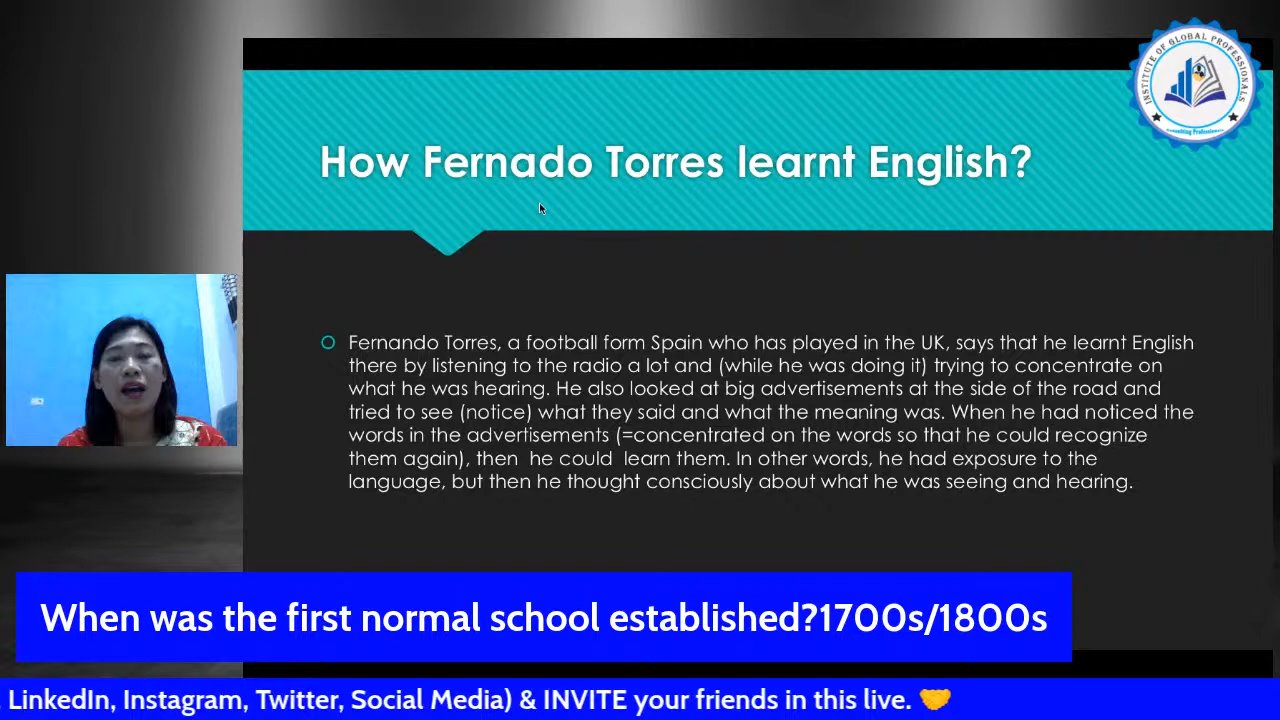 INSTITUTE OF GLOBAL PROFESSIONALS
How Fernado Torres learnt English?
Fernando Torres, a football form Spain who has played in the UK, says that he learnt English
there by listening to the radio a lot and (while he was doing it) trying to concentrate on
what he was hearing. He also looked at big advertisements at the side of the road and
tried to see (notice) what they said and what the meaning was. When he had noticed the
words in the advertisements (=concentrated on the words so that he could recognize
them again), then he could learn them. In other words, he had exposure to the
language, but then he thought consciously about what he was seeing and hearing.
When was the first normal school established?1700s/1800s
, LinkedIn, Instagram, Twitter, Social Media) & INVITE your friends in this live. 🤝